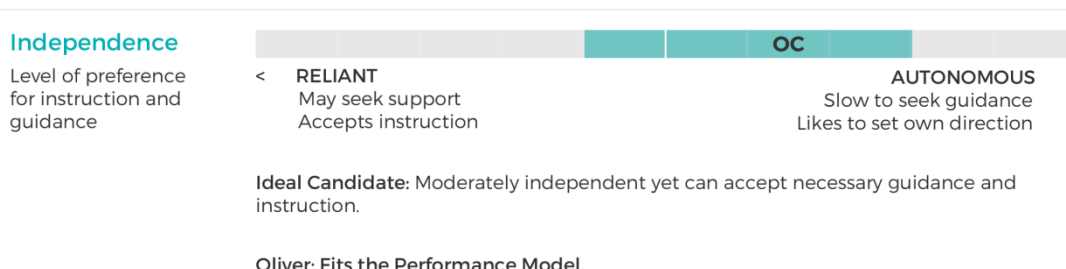 Independence
Level of preference
for instruction and
guidance
OC
< RELIANT
May seek support
Accepts instruction
AUTONOMOUS
Slow to seek guidance
Likes to set own direction
Ideal Candidate: Moderately independent yet can accept necessary guidance and
instruction.
Oliver: Fits the Performance Model